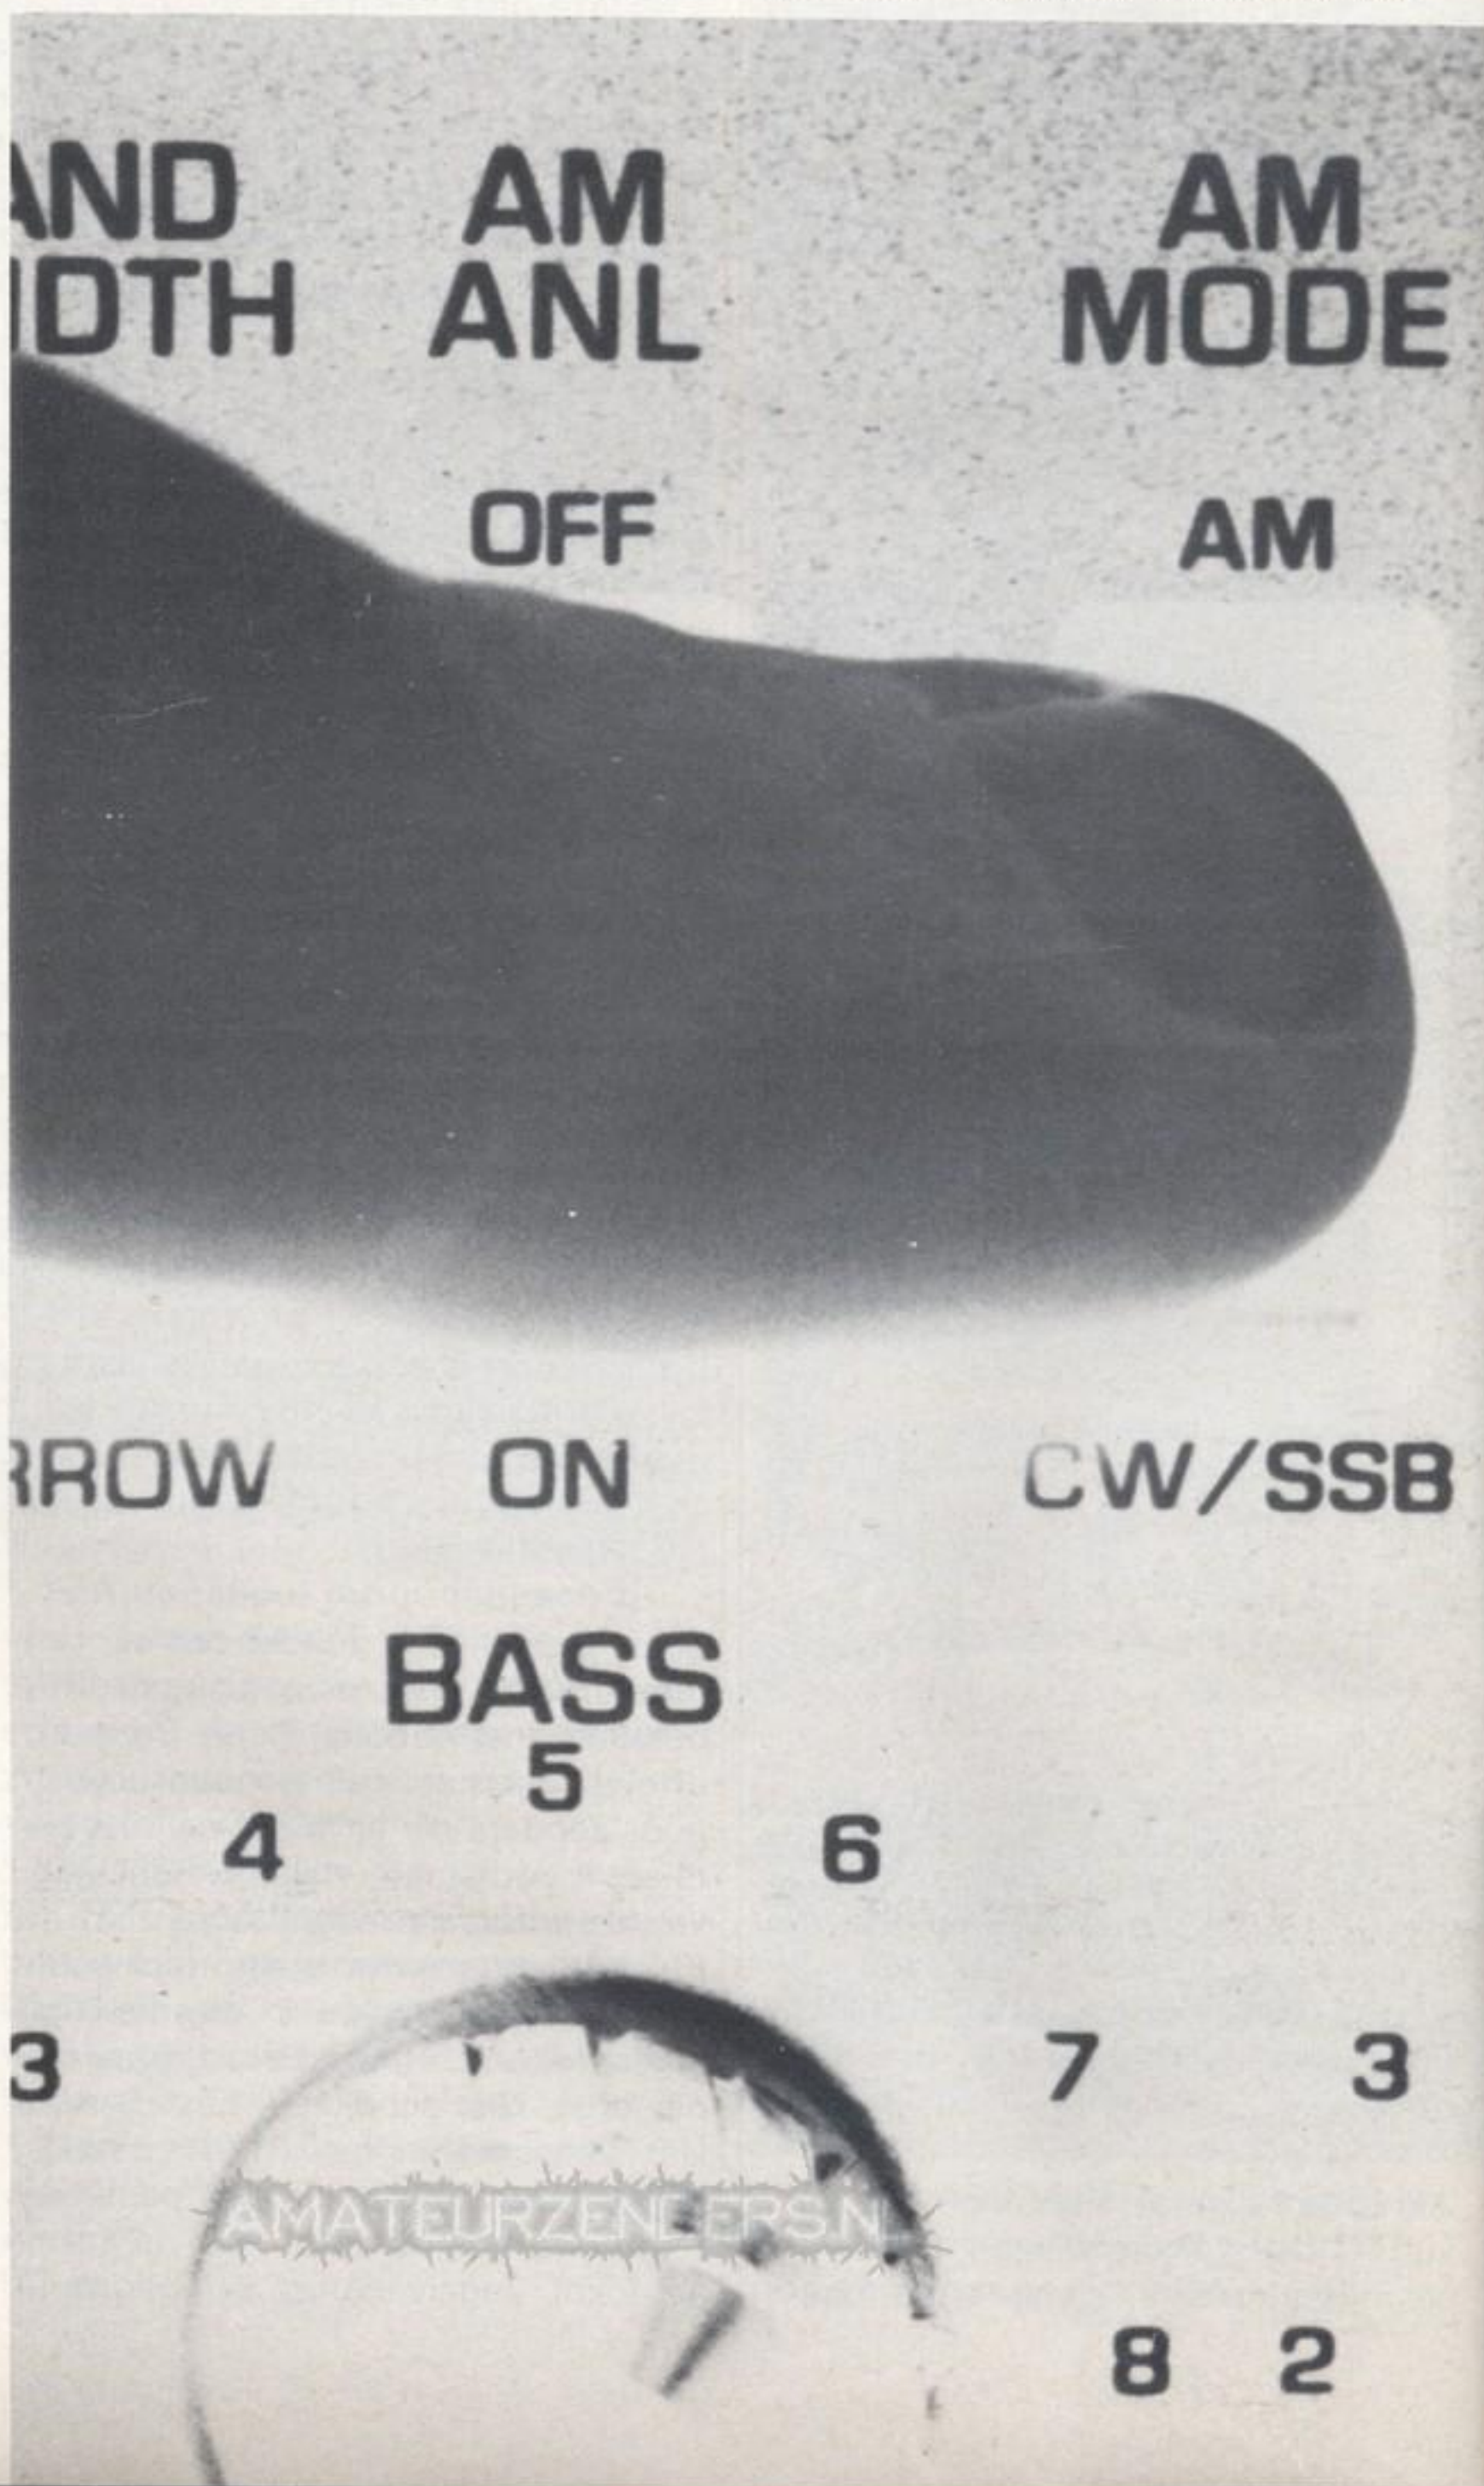 AND AM AM
IDTH ANL MODE
OFF AM
RROW ON CW/SSB
BASS
5
4 6
3 7 3
AMATEURZENDERS.NL
8 2